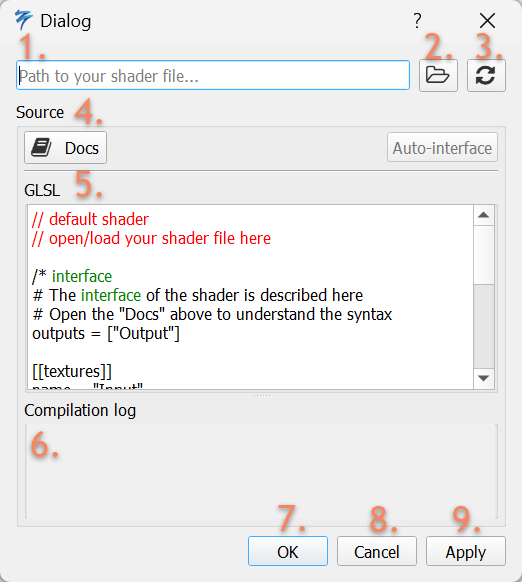 Dialog ?
1. 2. 3.
Path to your shader file...
Source 4.
Docs Auto-interface
GLSL 5.
// default shader
// open/load your shader file here
/* interface
# The interface of the shader is described here
# Open the "Docs" above to understand the syntax
outputs = ["Output"]
[[textures]]
name = "Input"
Compilation log
6.
7. 8. 9.
OK Cancel Apply